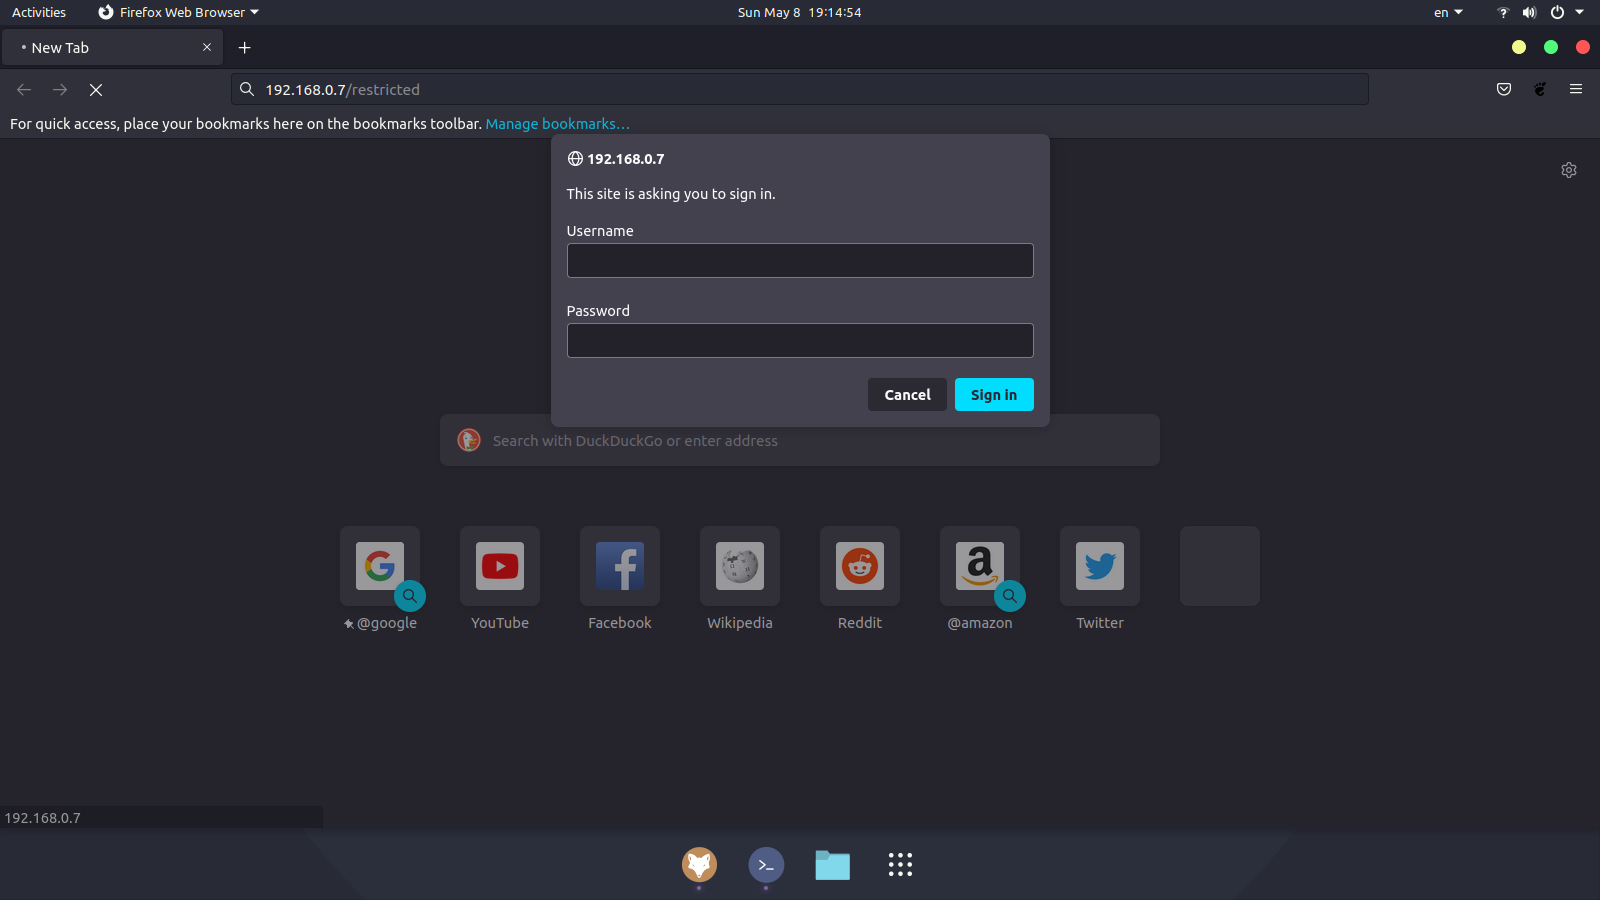 Activities Firefox Web Browser Sun May 8 19:14:54 en
New Tab
192.168.0.7/restricted
For quick access, place your bookmarks here on the bookmarks toolbar. Manage bookmarks…
192.168.0.7
This site is asking you to sign in.
Username
Password
Cancel Sign in
Search with DuckDuckGo or enter address
@google YouTube Facebook Wikipedia Reddit @amazon Twitter
192.168.0.7